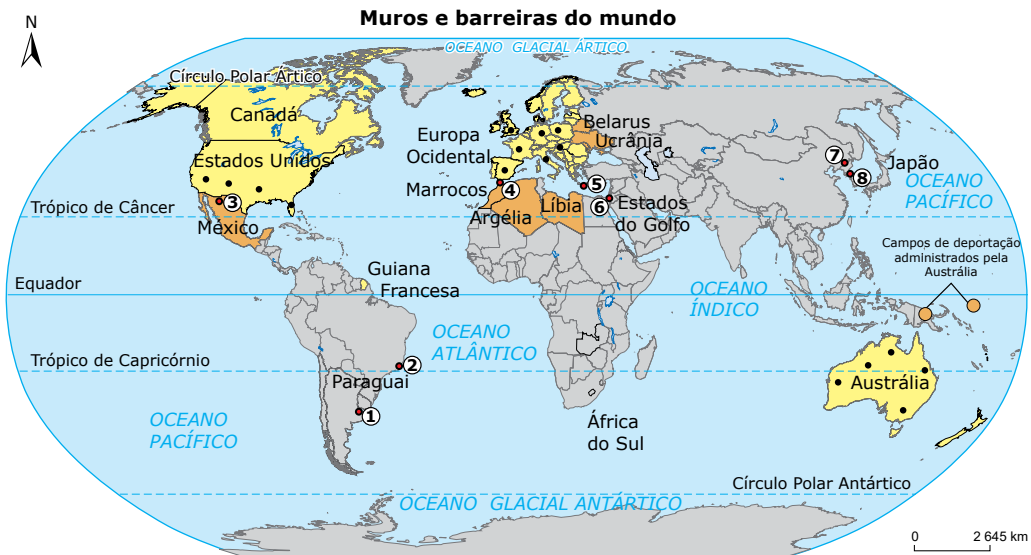 Muros e barreiras do mundo
N
OCEANO GLACIAL ÁRTICO
Círculo Polar Ártico
Canadá
Belarus
Ucrânia
Europa
Ocidental
Estados Unidos
7
8
Japão
OCEANO
PACÍFICO
Marrocos
4
5
6
3
Trópico de Câncer
México
Argélia
Líbia
Estados
do Golfo
Campos de deportação
administrados pela
Austrália
Guiana
Francesa
Equador
OCEANO
ÍNDICO
OCEANO
ATLÂNTICO
Trópico de Capricórnio
2
Paraguai
Austrália
1
OCEANO
PACÍFICO
África
do Sul
Círculo Polar Antártico
OCEANO GLACIAL ANTÁRTICO
0 2 645 km